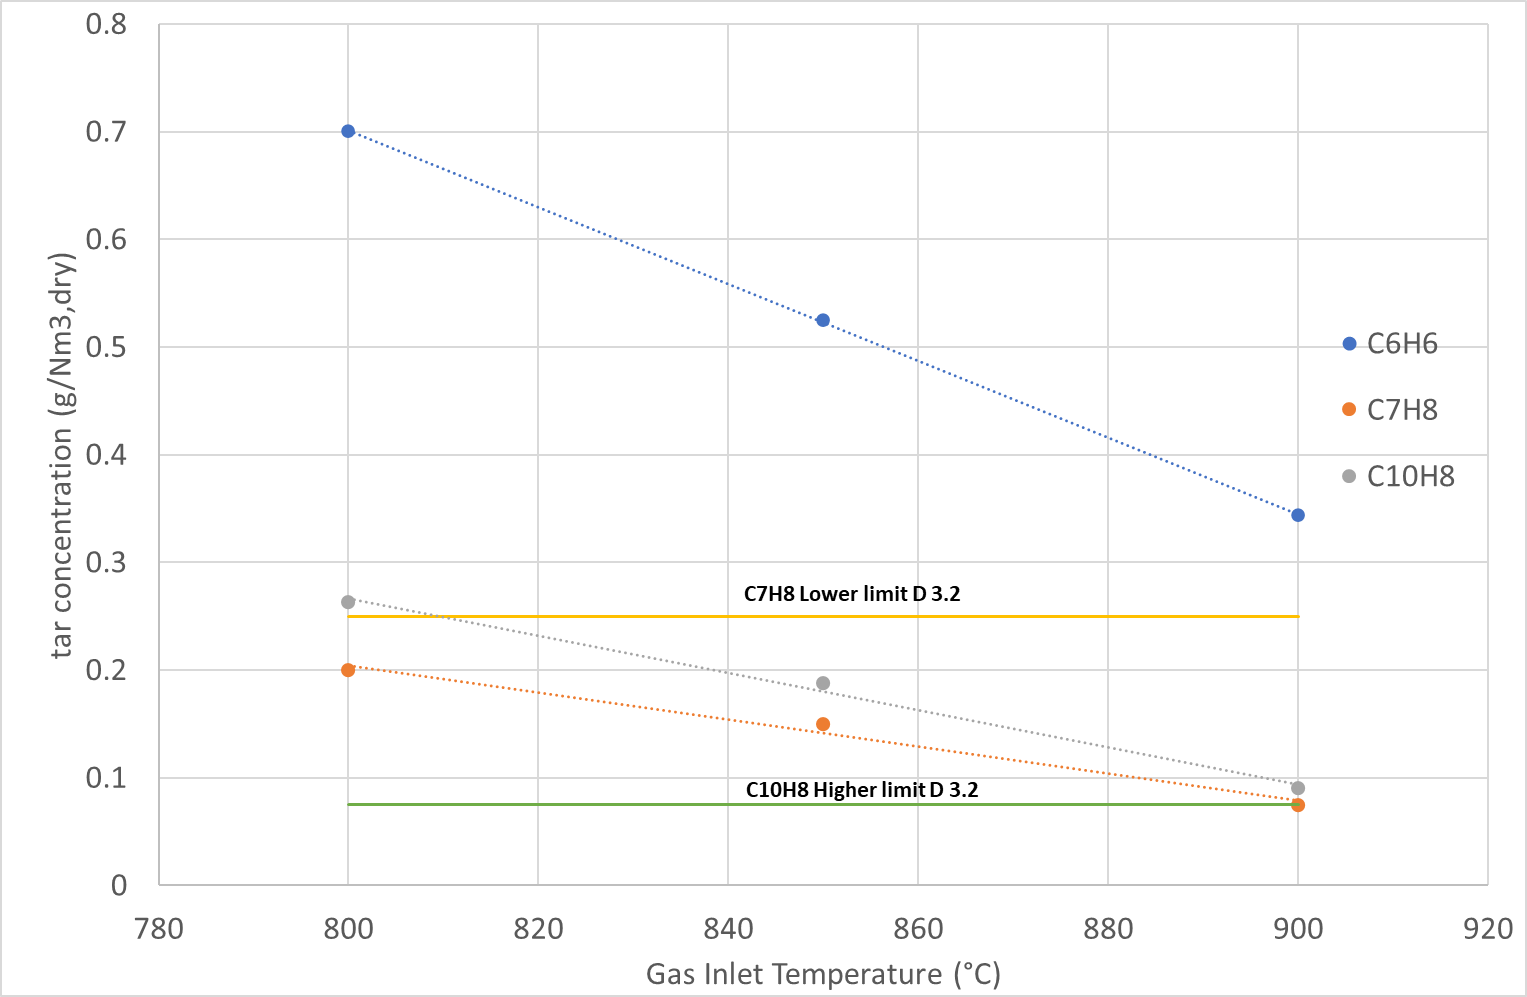 0.8
0.7
0.6
0.5
0.4
0.3
0.2
0.1
0
tar concentration (g/Nm3,dry)
C6H6
C7H8
C10H8
C7H8 Lower limit D 3.2
C10H8 Higher limit D 3.2
780 800 820 840 860 880 900 920
Gas Inlet Temperature (°C)